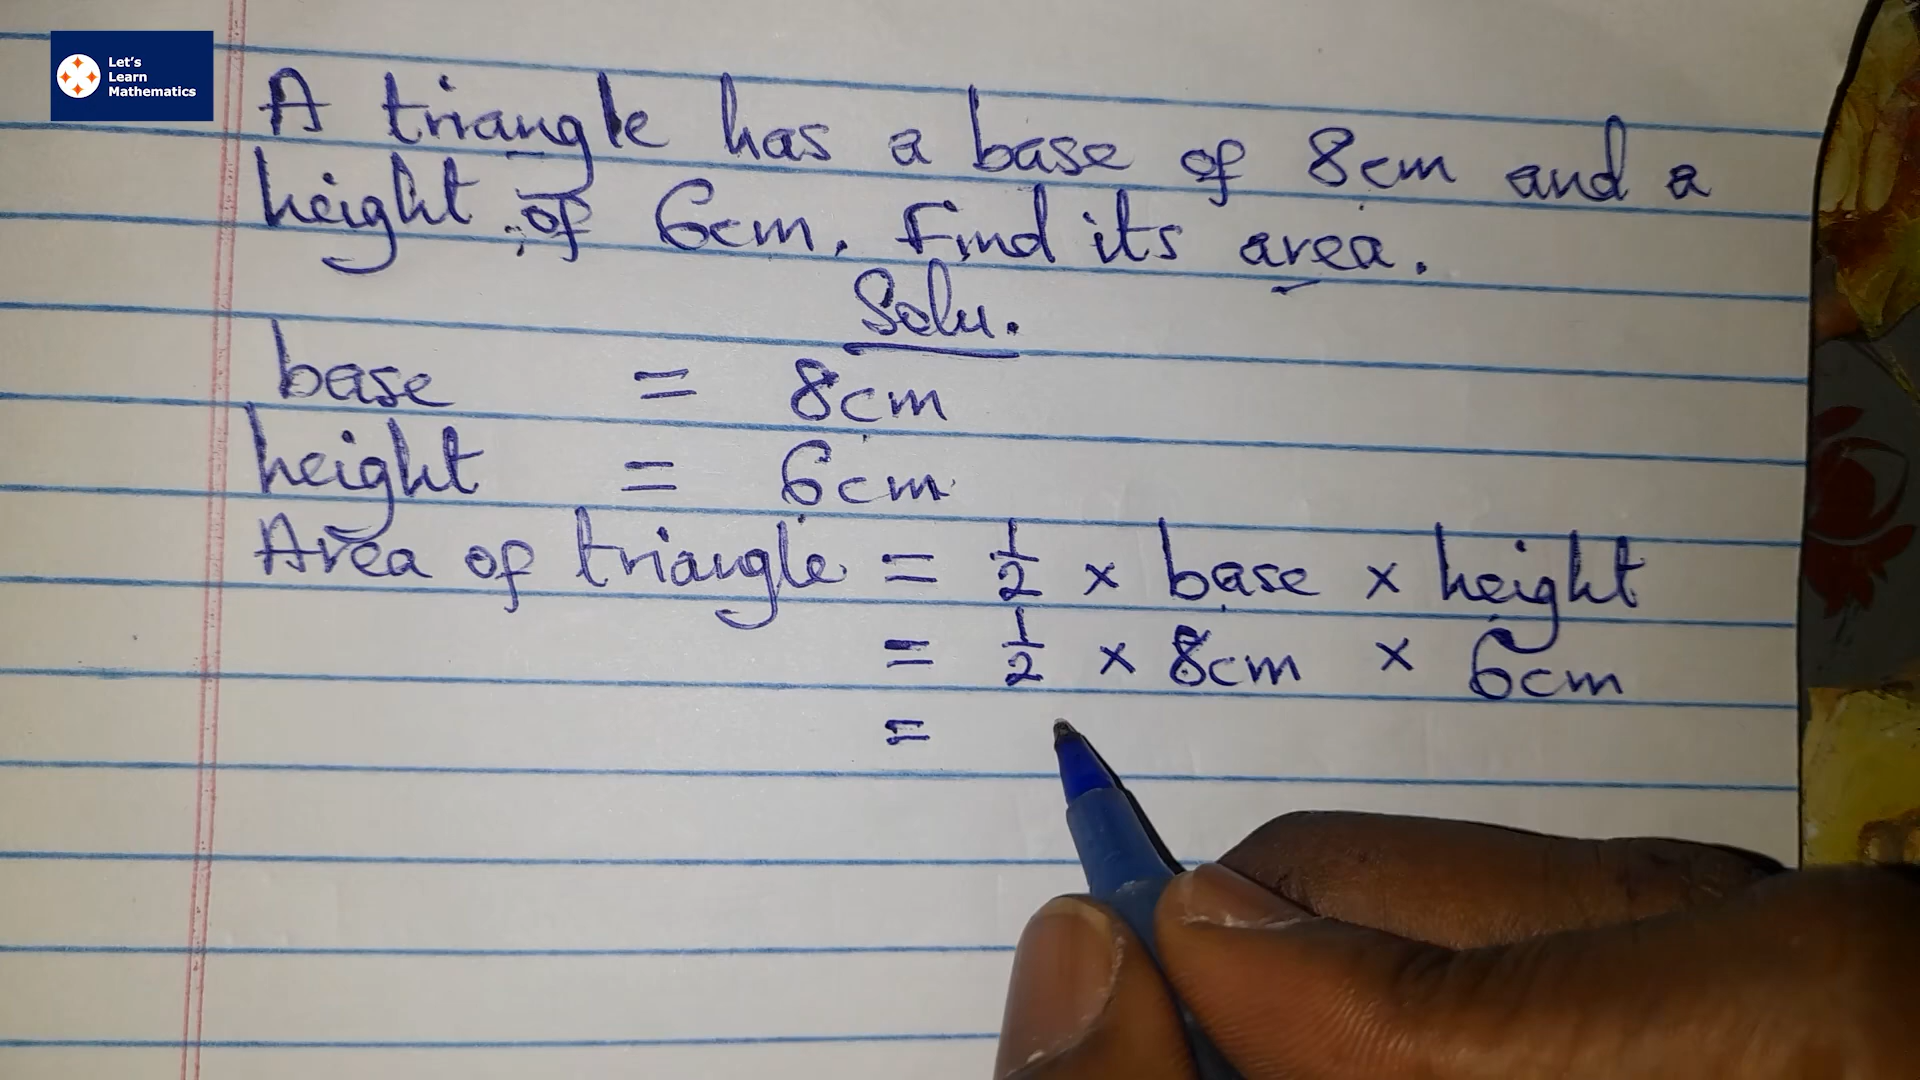 Let's
Learn
Mathematics
A triangle has a base of 8cm and a
height of 6cm. Find its area.
Solu.
base = 8cm
height = 6cm
Area of triangle = 1/2 × base × height
= 1/2 × 8cm × 6cm
=